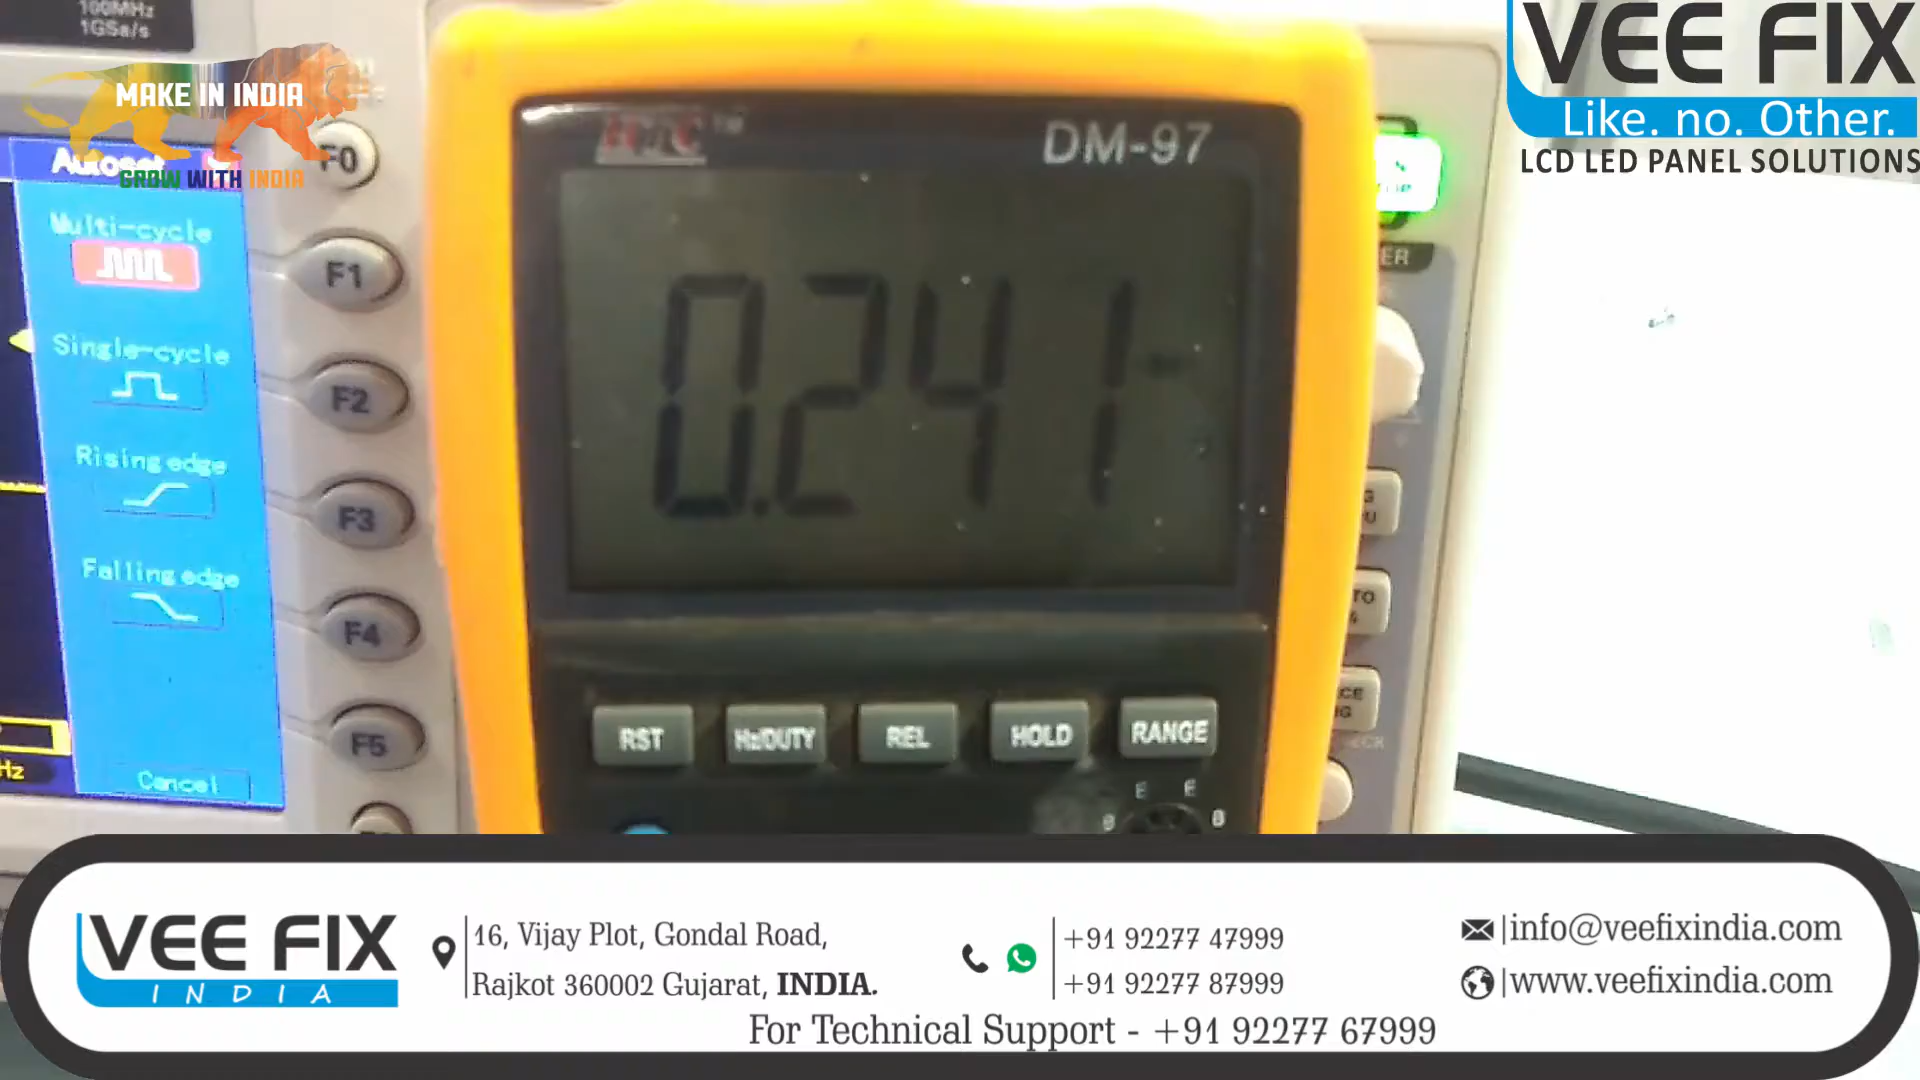 100MHz
1GSa/s
MAKE IN INDIA
GROW WITH INDIA
Autoset
Multi-cycle
Single-cycle
Rising edge
Falling edge
Cancel
Hz
F0
F1
F2
F3
F4
F5
HTC™
DM-97
0.241
RST
Hz/DUTY
REL
HOLD
RANGE
E E
B B
VEE FIX
Like. no. Other.
LCD LED PANEL SOLUTIONS
VEE FIX
INDIA
16, Vijay Plot, Gondal Road,
Rajkot 360002 Gujarat, INDIA.
+91 92277 47999
+91 92277 87999
info@veefixindia.com
www.veefixindia.com
For Technical Support - +91 92277 67999